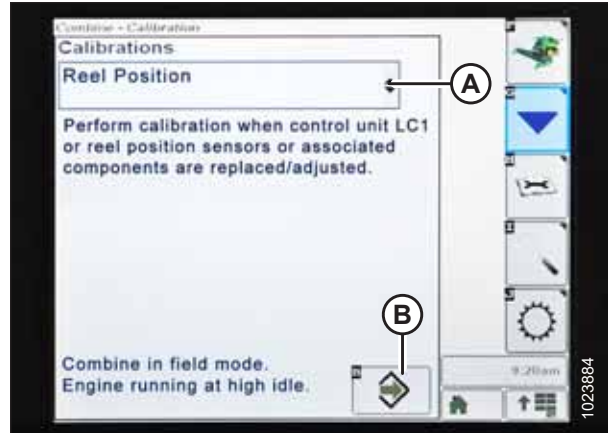 Combine - Calibration
Calibrations
Reel Position
A
Perform calibration when control unit LC1
or reel position sensors or associated
components are replaced/adjusted.
B
Combine in field mode.
Engine running at high idle.
9:20am
1023884